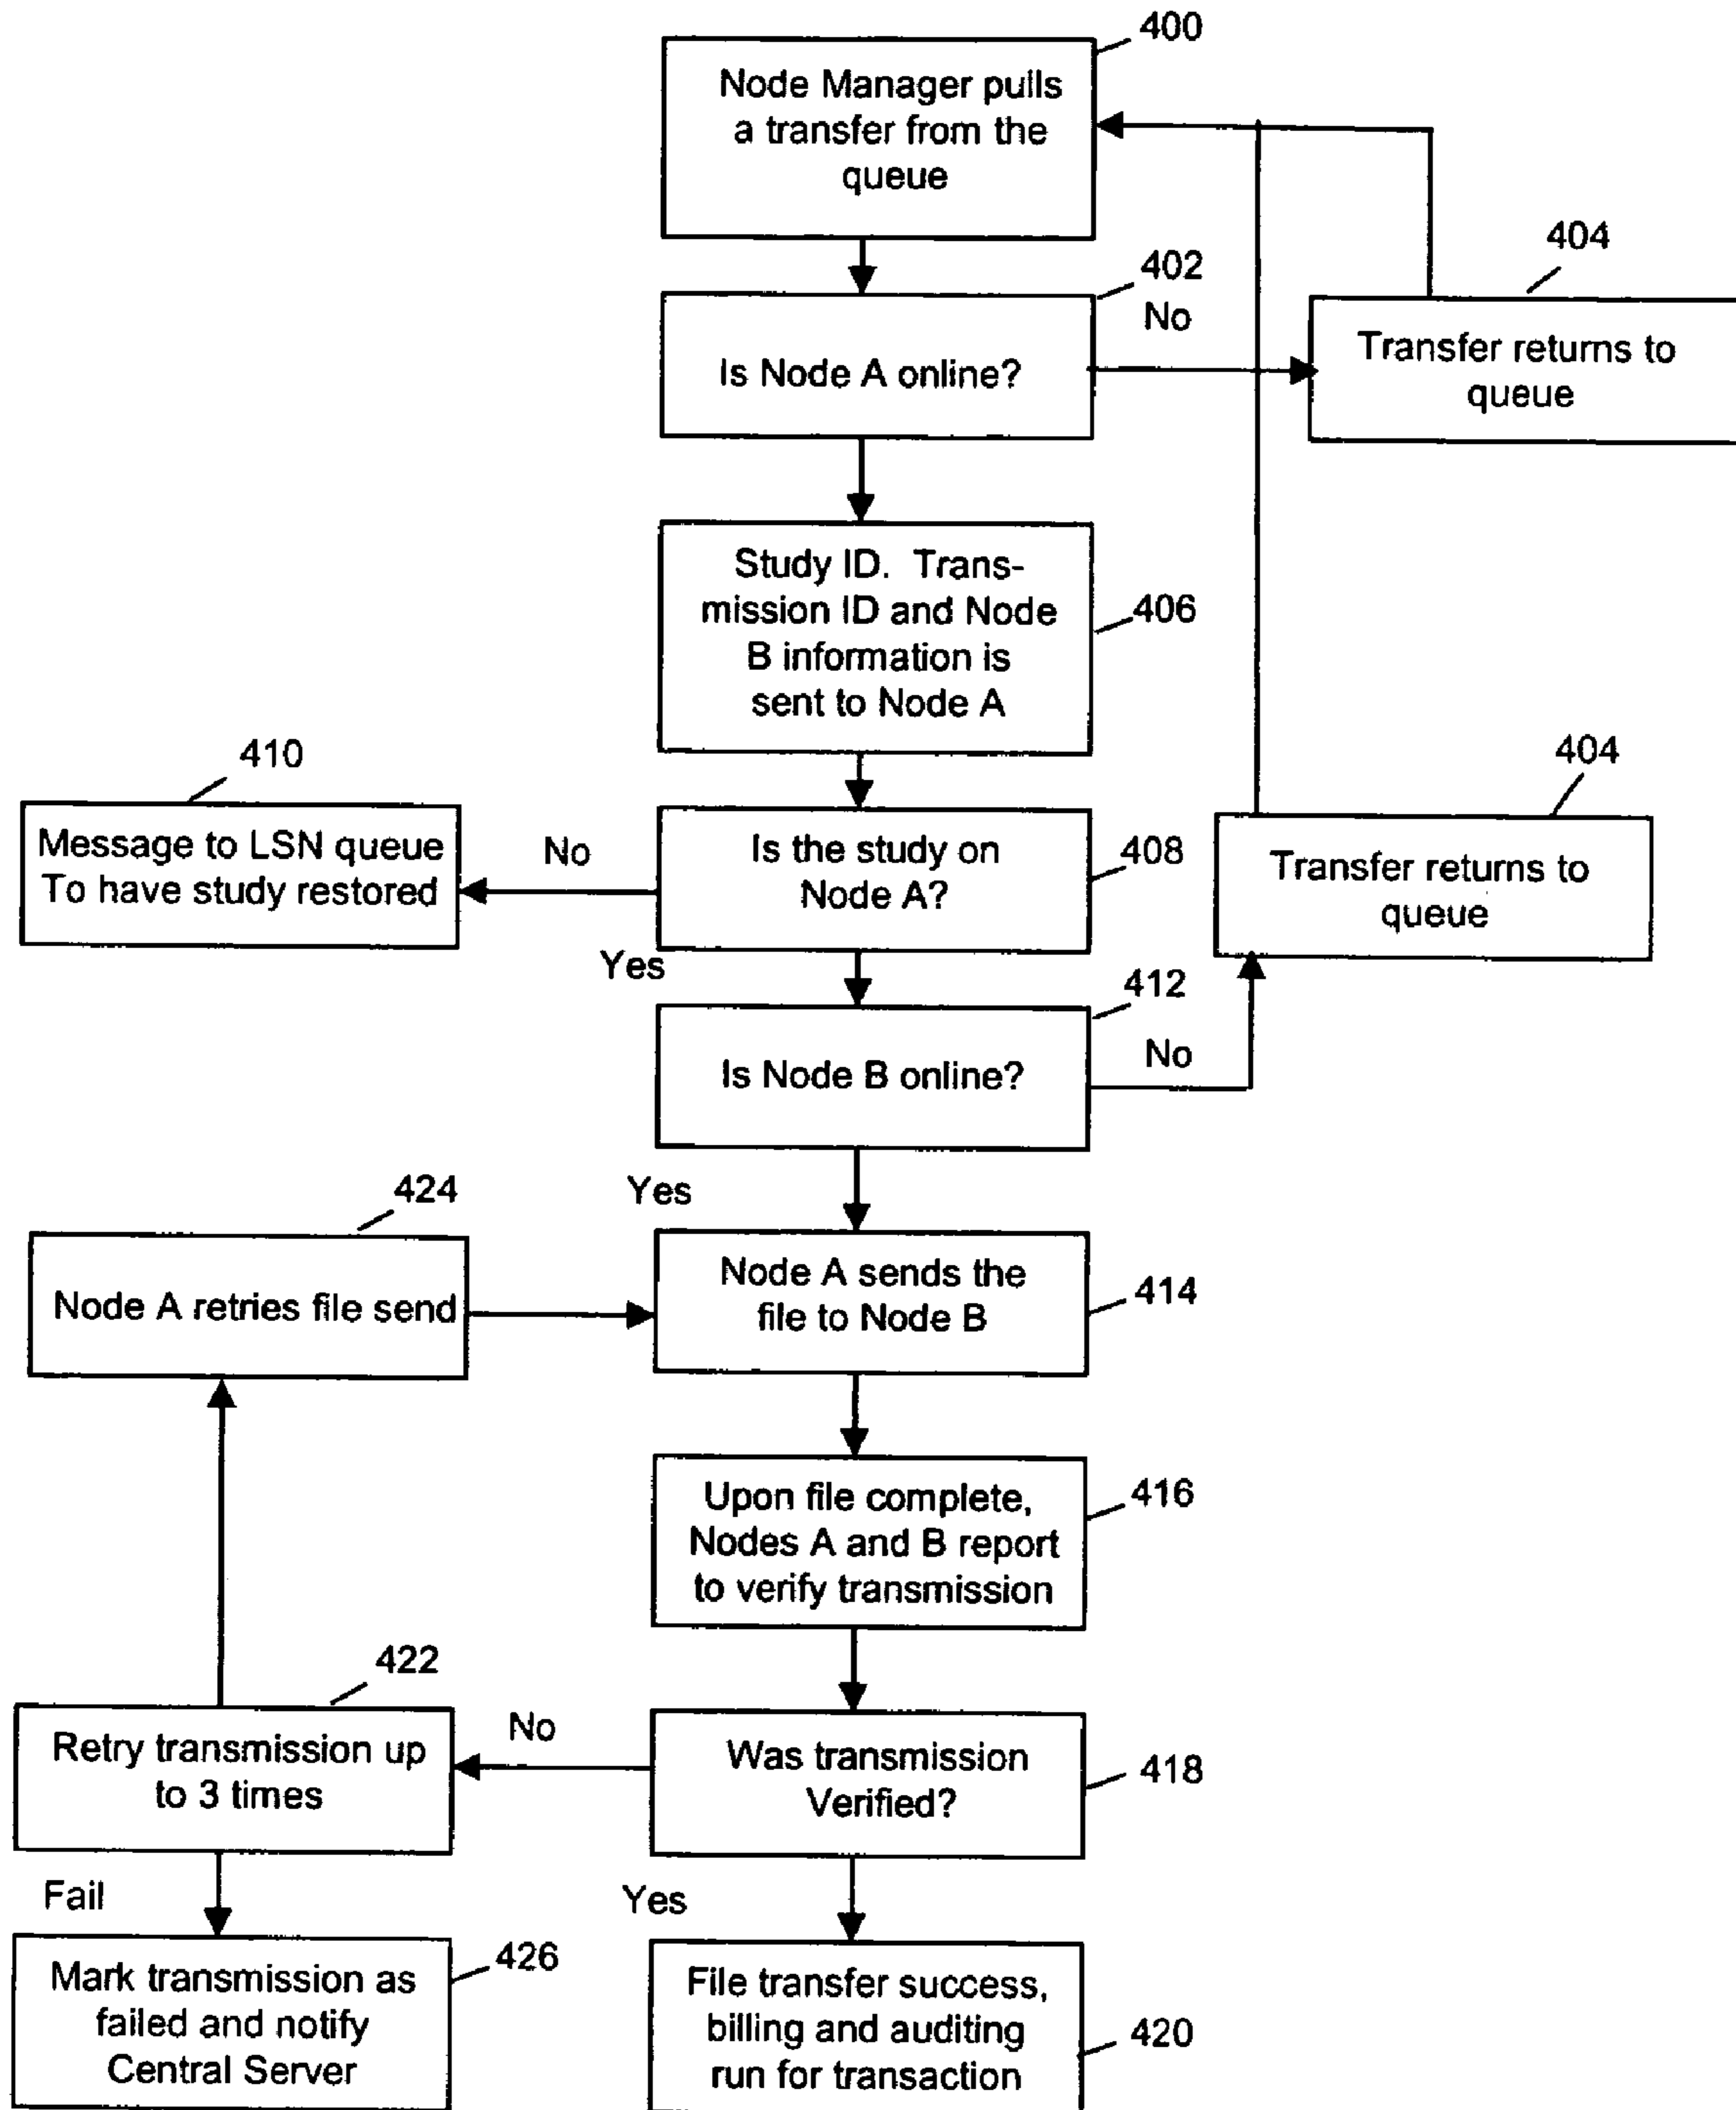 400
Node Manager pulls
a transfer from the
queue
402
No
404
Is Node A online?
Transfer returns to
queue
Study ID. Trans-
mission ID and Node
B information is
sent to Node A
406
410
Message to LSN queue
To have study restored
No
Is the study on
Node A?
408
404
Transfer returns to
queue
Yes
412
Is Node B online?
No
424
Yes
Node A retries file send
Node A sends the
file to Node B
414
Upon file complete,
Nodes A and B report
to verify transmission
416
422
Retry transmission up
to 3 times
No
Was transmission
Verified?
418
Fail
Yes
Mark transmission as
failed and notify
Central Server
426
File transfer success,
billing and auditing
run for transaction
420